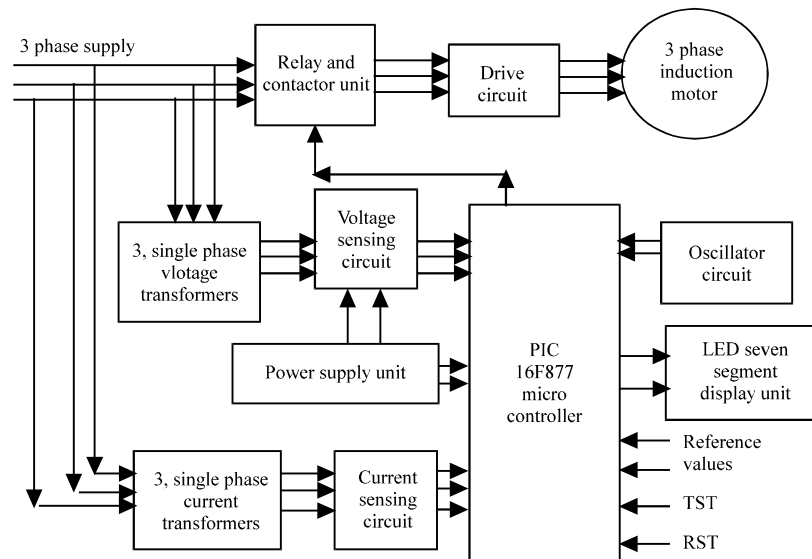 3 phase supply
Relay and
contactor unit
Drive
circuit
3 phase
induction
motor
3, single phase
vlotage
transformers
Voltage
sensing
circuit
Oscillator
circuit
Power supply unit
PIC
16F877
micro
controller
LED seven
segment
display unit
3, single phase
current
transformers
Current
sensing
circuit
Reference
values
TST
RST